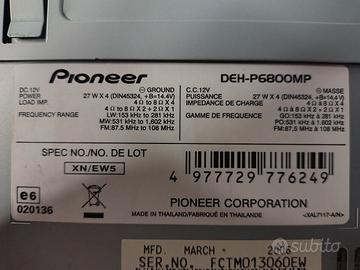 Pioneer
DEH-P6800MP
DC.12V ⊖ GROUND
POWER 27 W X 4 (DIN45324, +B=14.4V)
LOAD IMP. 4 Ω to 8 Ω X 4
4 Ω to 8 Ω X 2 + 2 Ω X 1
FREQUENCY RANGE LW:153 kHz to 281 kHz
MW:531 kHz to 1,602 kHz
FM:87.5 MHz to 108 MHz
C.C.12V ⊖ MASSE
PUISSANCE 27 W X 4 (DIN45324, +B=14.4V)
IMPEDANCE DE CHARGE 4 Ω à 8 Ω X 4
4 Ω à 8 Ω X 2 + 2 Ω X 1
GAMME DE FREQUENCE GO:153 kHz à 281 kHz
PO:531 kHz à 1,602 kHz
FM:87,5 MHz à 108 MHz
SPEC NO./NO. DE LOT
XN/EW5
e6
020136
4 977729 776249
PIONEER CORPORATION
MADE IN THAILAND/FABRIQUÉ EN THAÏLANDE <XAL7117-A/N>
MFD. MARCH 2006
SER.NO. FCTM013060EW
subito